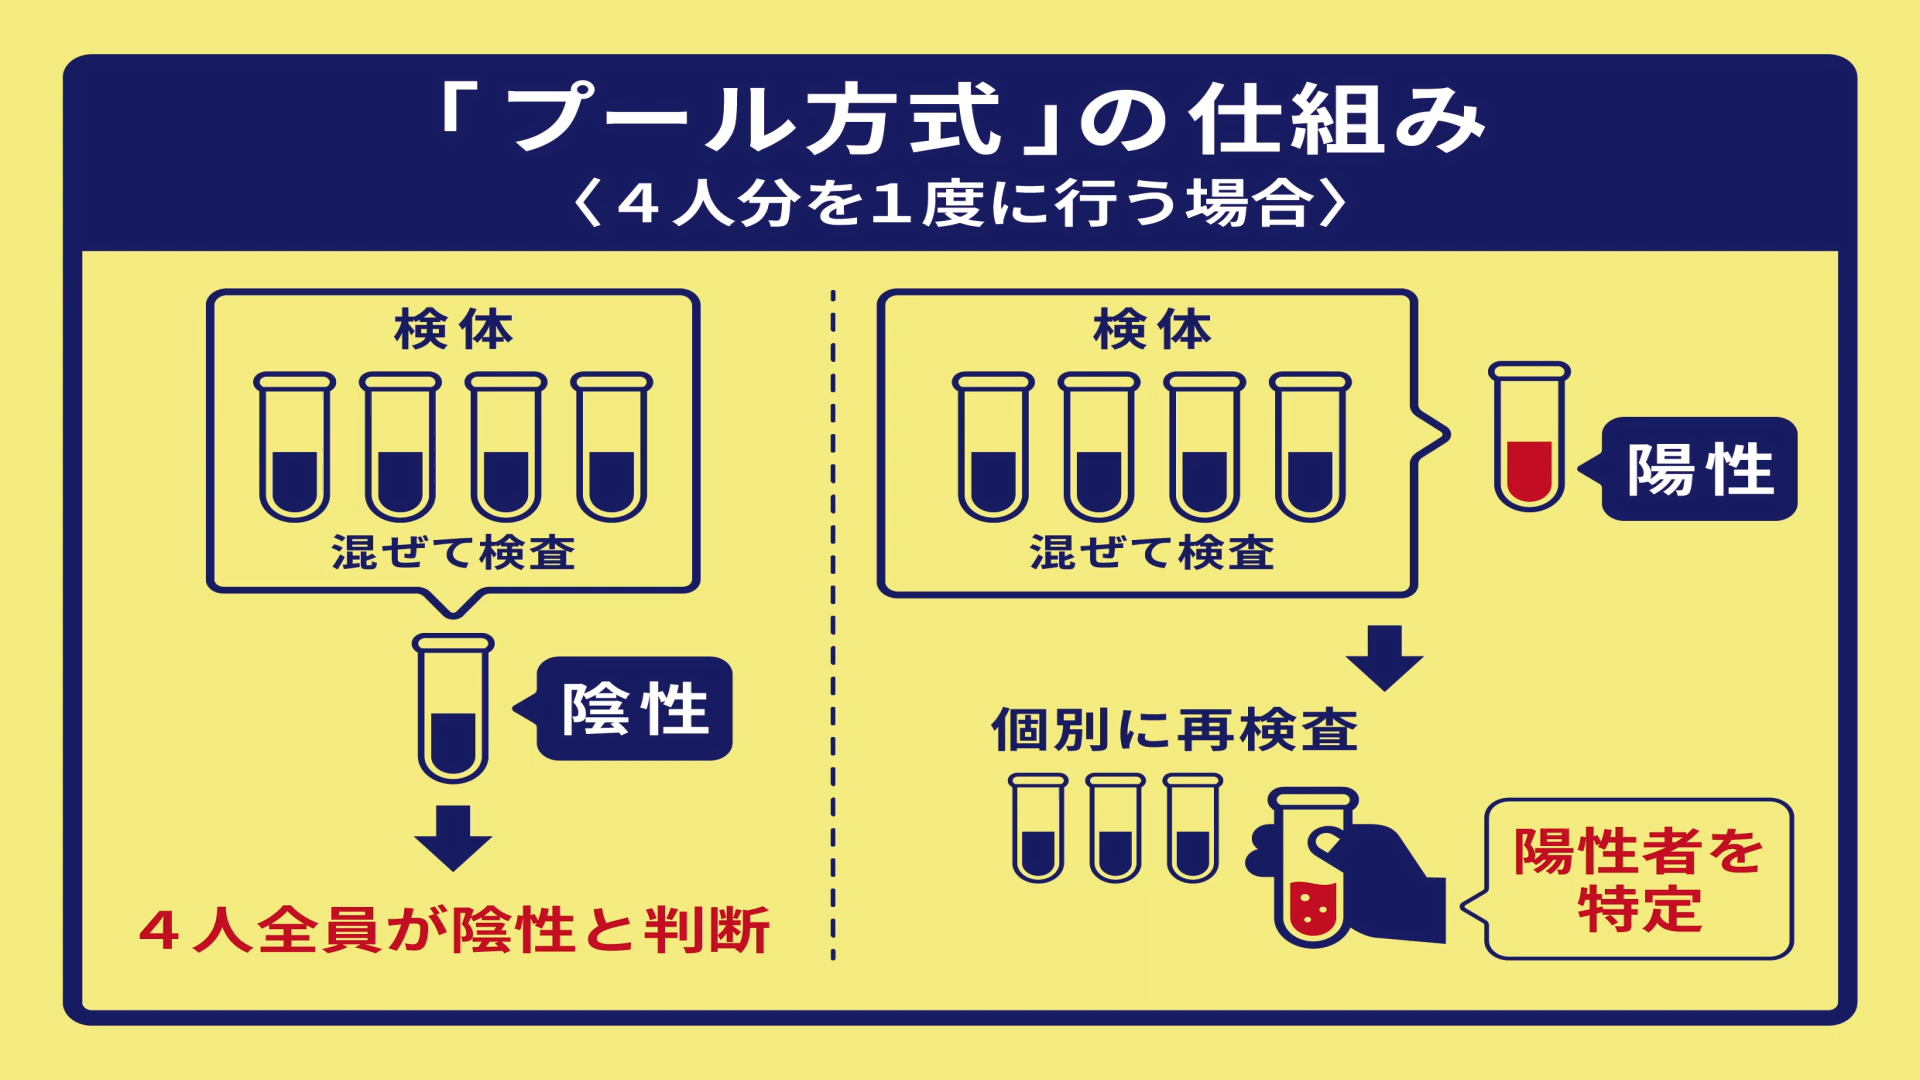 「プール方式」の仕組み
〈４人分を１度に行う場合〉
検体
混ぜて検査
陰性
４人全員が陰性と判断
検体
混ぜて検査
陽性
個別に再検査
陽性者を
特定